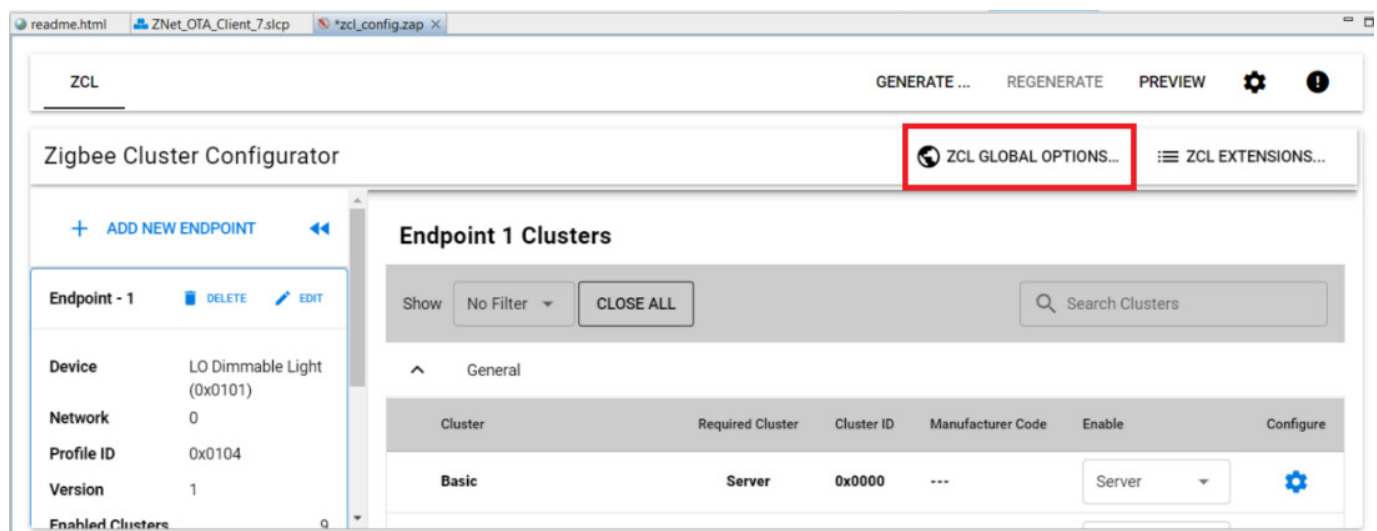 readme.html ZNet_OTA_Client_7.slcp *zcl_config.zap
ZCL GENERATE ... REGENERATE PREVIEW
Zigbee Cluster Configurator ZCL GLOBAL OPTIONS... ZCL EXTENSIONS...
ADD NEW ENDPOINT
Endpoint - 1 DELETE EDIT
Device LO Dimmable Light
(0x0101)
Network 0
Profile ID 0x0104
Version 1
Enabled Clusters 9
Endpoint 1 Clusters
Show No Filter CLOSE ALL Search Clusters
General
Cluster Required Cluster Cluster ID Manufacturer Code Enable Configure
Basic Server 0x0000 --- Server